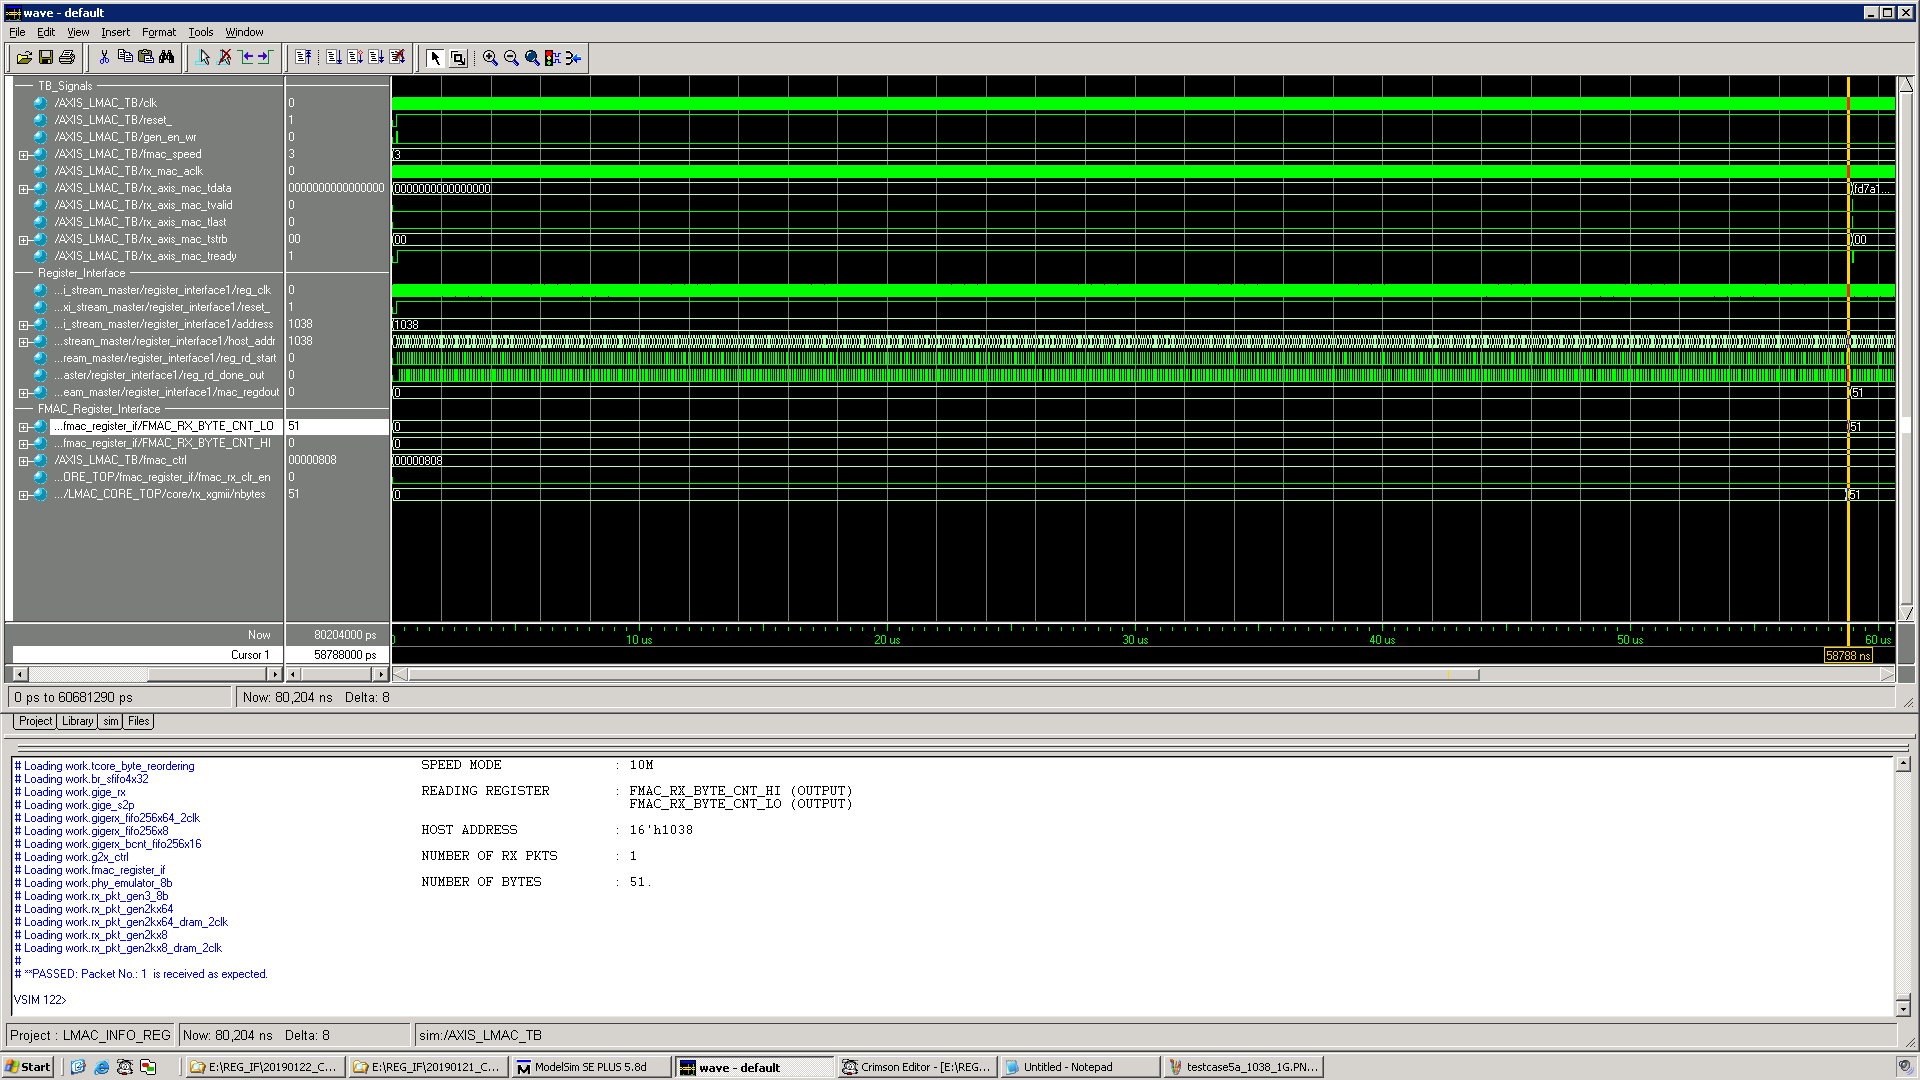 wave - default
File Edit View Insert Format Tools Window
TB_Signals
/AXIS_LMAC_TB/clk 0
/AXIS_LMAC_TB/reset_ 1
/AXIS_LMAC_TB/gen_en_wr 0
/AXIS_LMAC_TB/fmac_speed 3 3
/AXIS_LMAC_TB/rx_mac_aclk 0
/AXIS_LMAC_TB/rx_axis_mac_tdata 0000000000000000 0000000000000000 fd7a1...
/AXIS_LMAC_TB/rx_axis_mac_tvalid 0
/AXIS_LMAC_TB/rx_axis_mac_tlast 0
/AXIS_LMAC_TB/rx_axis_mac_tstrb 00 00 00
/AXIS_LMAC_TB/rx_axis_mac_tready 1
Register_Interface
...i_stream_master/register_interface1/reg_clk 0
...xi_stream_master/register_interface1/reset_ 1
...i_stream_master/register_interface1/address 1038 1038
...stream_master/register_interface1/host_addr 1038
...ream_master/register_interface1/reg_rd_start 0
...aster/register_interface1/reg_rd_done_out 0
...eam_master/register_interface1/mac_regdout 0 0 51
FMAC_Register_Interface
...fmac_register_if/FMAC_RX_BYTE_CNT_LO 51 0 51
...fmac_register_if/FMAC_RX_BYTE_CNT_HI 0 0
/AXIS_LMAC_TB/fmac_ctrl 00000808 00000808
...ORE_TOP/fmac_register_if/fmac_rx_clr_en 0
.../LMAC_CORE_TOP/core/rx_xgmii/nbytes 51 0 51
Now 80204000 ps 0 10 us 20 us 30 us 40 us 50 us 60 us
Cursor 1 58788000 ps 58788 ns
0 ps to 60681290 ps Now: 80,204 ns Delta: 8
Project Library sim Files
# Loading work.tcore_byte_reordering
# Loading work.br_sfifo4x32
# Loading work.gige_rx
# Loading work.gige_s2p
# Loading work.gigerx_fifo256x64_2clk
# Loading work.gigerx_fifo256x8
# Loading work.gigerx_bcnt_fifo256x16
# Loading work.g2x_ctrl
# Loading work.fmac_register_if
# Loading work.phy_emulator_8b
# Loading work.rx_pkt_gen3_8b
# Loading work.rx_pkt_gen2kx64
# Loading work.rx_pkt_gen2kx64_dram_2clk
# Loading work.rx_pkt_gen2kx8
# Loading work.rx_pkt_gen2kx8_dram_2clk
#
# **PASSED: Packet No.: 1 is received as expected.
VSIM 122>
SPEED MODE : 10M
READING REGISTER : FMAC_RX_BYTE_CNT_HI (OUTPUT)
FMAC_RX_BYTE_CNT_LO (OUTPUT)
HOST ADDRESS : 16'h1038
NUMBER OF RX PKTS : 1
NUMBER OF BYTES : 51.
Project : LMAC_INFO_REG Now: 80,204 ns Delta: 8 sim:/AXIS_LMAC_TB
Start E:\REG_IF\20190122_C... E:\REG_IF\20190121_C... ModelSim SE PLUS 5.8d wave - default Crimson Editor - [E:\REG... Untitled - Notepad testcase5a_1038_1G.PN...